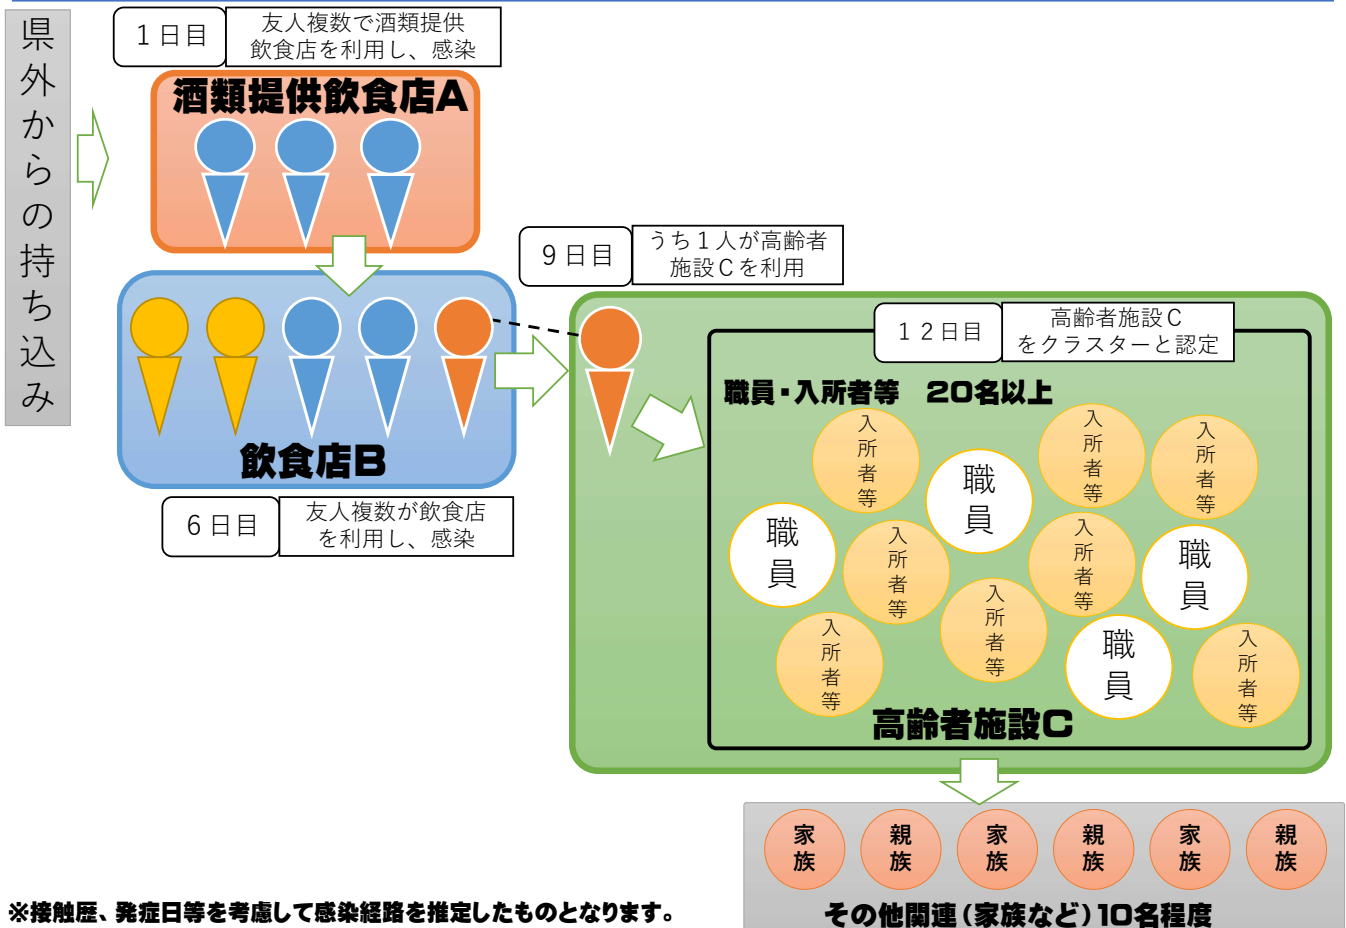 県外からの持ち込み
１日目
友人複数で酒類提供
飲食店を利用し、感染
酒類提供飲食店A
飲食店B
６日目
友人複数が飲食店
を利用し、感染
９日目
うち１人が高齢者
施設Ｃを利用
１２日目
高齢者施設Ｃ
をクラスターと認定
職員・入所者等　20名以上
入所者等
入所者等
入所者等
職員
職員
入所者等
入所者等
職員
入所者等
入所者等
職員
入所者等
高齢者施設C
家族
親族
家族
親族
家族
親族
その他関連（家族など）10名程度
※接触歴、発症日等を考慮して感染経路を推定したものとなります。